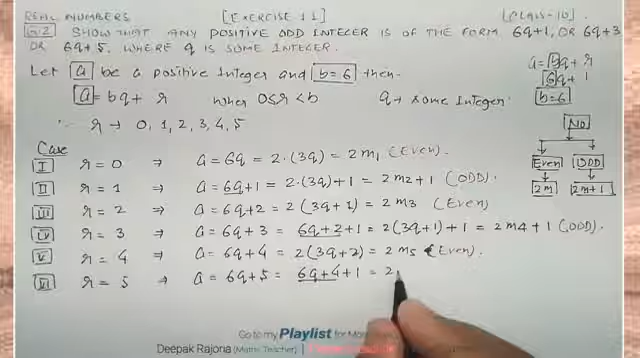 REAL NUMBERS [EXERCISE 1.1] [CLASS-10]
Q.2 SHOW THAT ANY POSITIVE ODD INTEGER IS OF THE FORM 6q+1, OR 6q+3
OR 6q+5, WHERE q IS SOME INTEGER.
Let a be a positive Integer and b=6 then-
a=bq+r when 0≤r<b q→ some Integer
∵ r → 0, 1, 2, 3, 4, 5
a=bq+r
6q+1
b=6
NO
Even ODD
2m 2m+1
Case
I r=0 ⇒ a=6q = 2·(3q) = 2m1 (Even).
II r=1 ⇒ a=6q+1 = 2·(3q)+1 = 2m2+1 (ODD).
III r=2 ⇒ a=6q+2 = 2(3q+1) = 2m3 (Even)
IV r=3 ⇒ a=6q+3 = 6q+2+1 = 2(3q+1)+1 = 2m4+1 (ODD).
V r=4 ⇒ a=6q+4 = 2(3q+2) = 2m5 (Even).
VI r=5 ⇒ a=6q+5 = 6q+4+1 = 2
Go to my Playlist for More
Deepak Rajoria (Maths Teacher)